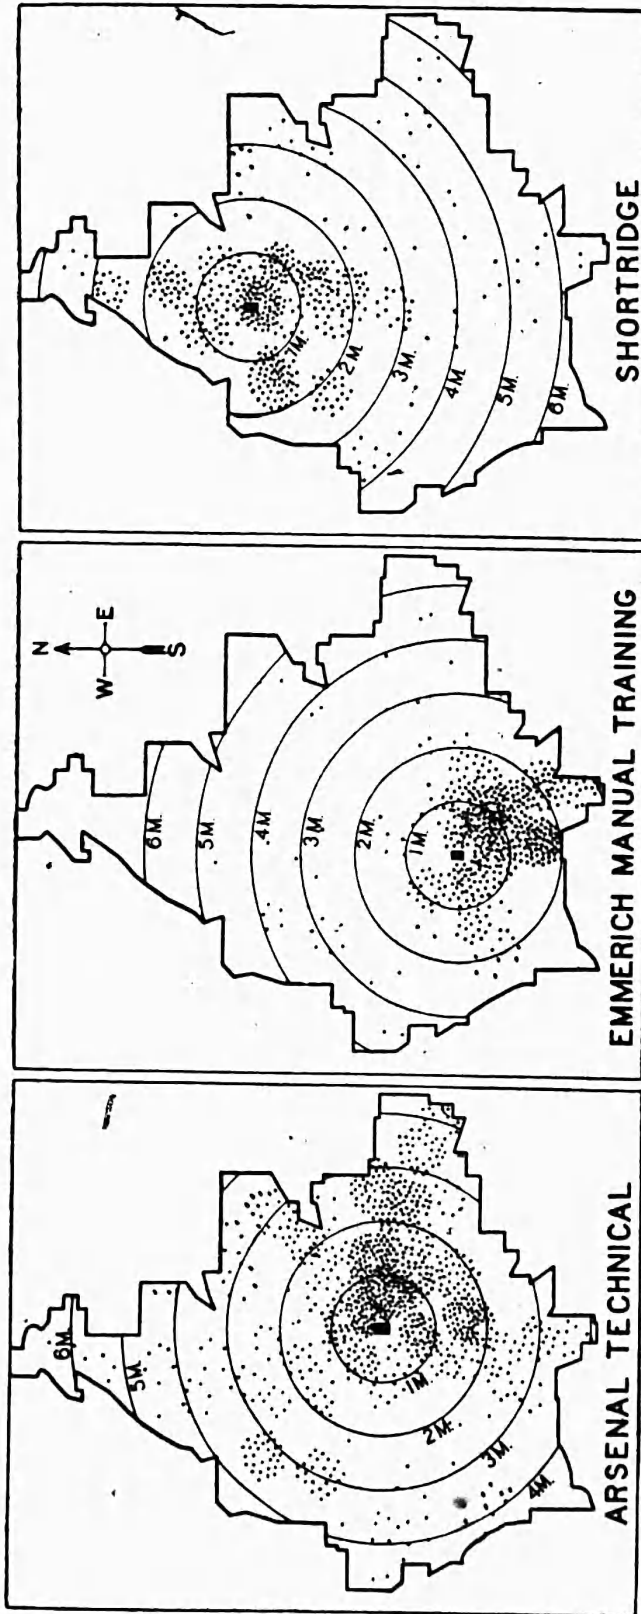 6M.
5M.
1M
2M.
3M.
4M.
ARSENAL TECHNICAL
N
W E
S
6M.
5M.
4M
3M.
2M.
1M.
EMMERICH MANUAL TRAINING
1M.
2M.
3M.
4M.
5M.
6M.
SHORTRIDGE